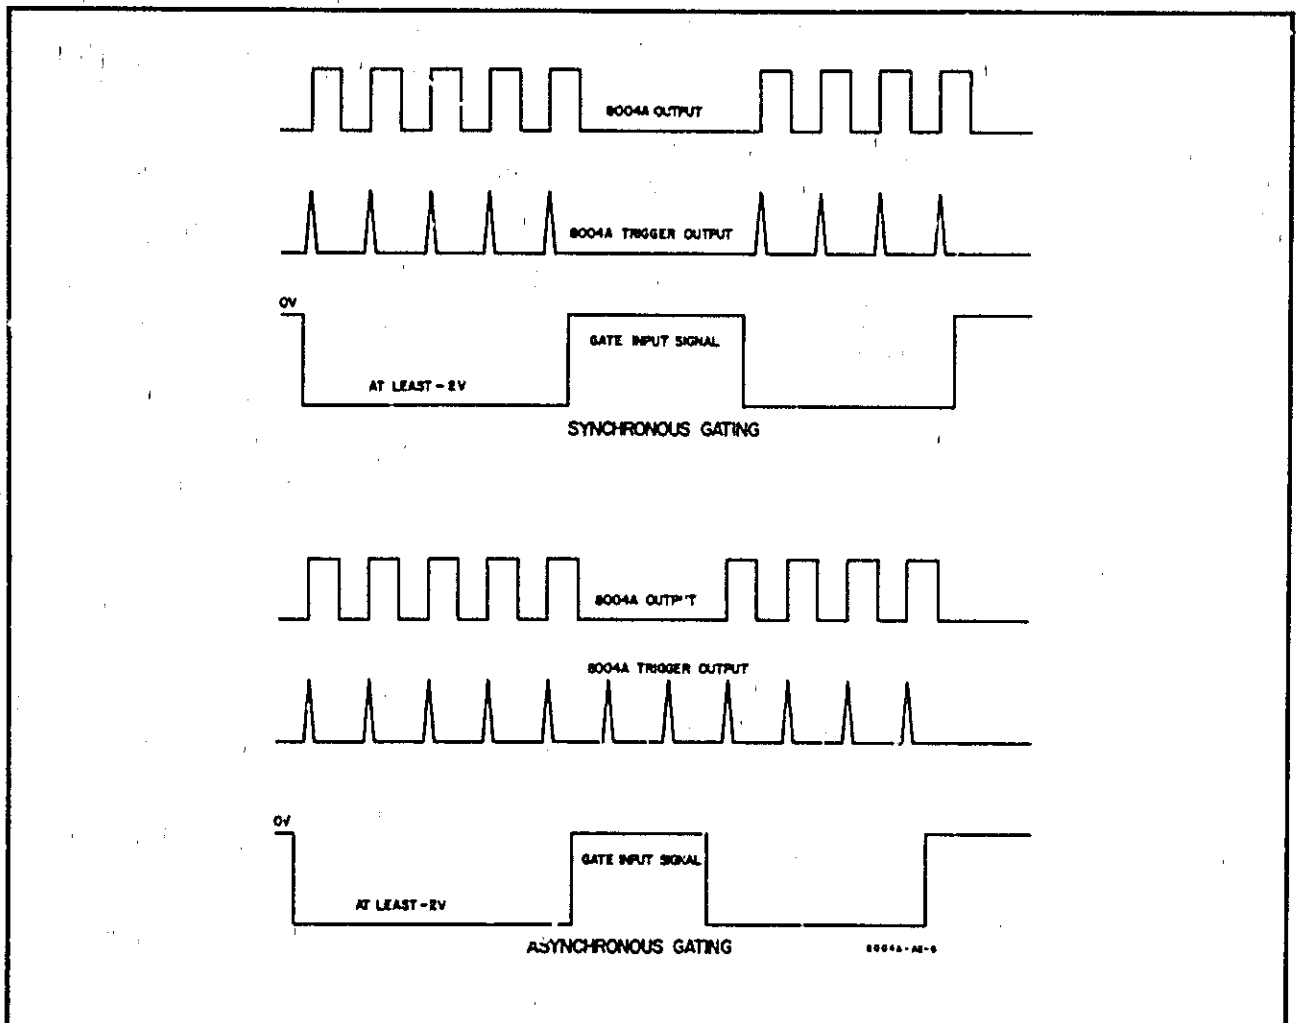 8004A OUTPUT
8004A TRIGGER OUTPUT
0V
GATE INPUT SIGNAL
AT LEAST -2V
SYNCHRONOUS GATING
8004A OUTPUT
8004A TRIGGER OUTPUT
0V
GATE INPUT SIGNAL
AT LEAST -2V
ASYNCHRONOUS GATING